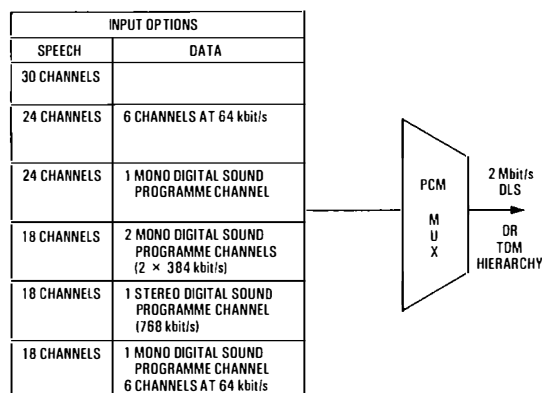 INPUT OPTIONS
SPEECH DATA
30 CHANNELS
24 CHANNELS 6 CHANNELS AT 64 kbit/s
24 CHANNELS 1 MONO DIGITAL SOUND
PROGRAMME CHANNEL
18 CHANNELS 2 MONO DIGITAL SOUND
PROGRAMME CHANNELS
(2 × 384 kbit/s)
18 CHANNELS 1 STEREO DIGITAL SOUND
PROGRAMME CHANNEL
(768 kbit/s)
18 CHANNELS 1 MONO DIGITAL SOUND
PROGRAMME CHANNEL
6 CHANNELS AT 64 kbit/s
PCM
M
U
X
2 Mbit/s
DLS
OR
TDM
HIERARCHY